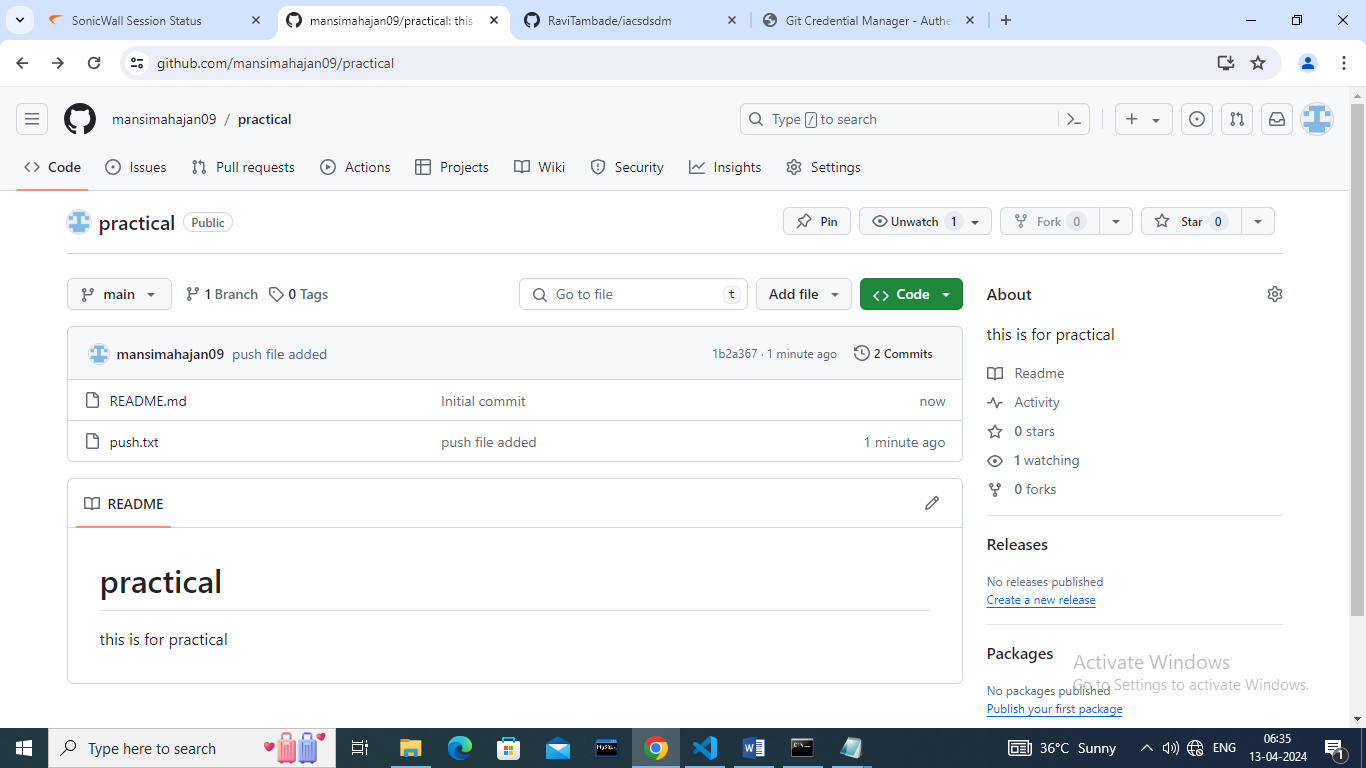 SonicWall Session Status
mansimahajan09/practical: this
RaviTambade/iacsdsdm
Git Credential Manager - Authe
github.com/mansimahajan09/practical
mansimahajan09 / practical
Type / to search
Code
Issues
Pull requests
Actions
Projects
Wiki
Security
Insights
Settings
practical
Public
Pin
Unwatch 1
Fork 0
Star 0
main
1 Branch
0 Tags
Go to file
t
Add file
Code
About
mansimahajan09 push file added
1b2a367 · 1 minute ago
2 Commits
this is for practical
README.md
Initial commit
now
push.txt
push file added
1 minute ago
Readme
Activity
0 stars
1 watching
0 forks
README
practical
this is for practical
Releases
No releases published
Create a new release
Packages
No packages published
Publish your first package
Activate Windows
Go to Settings to activate Windows.
Type here to search
36°C Sunny
ENG
06:35
13-04-2024
1